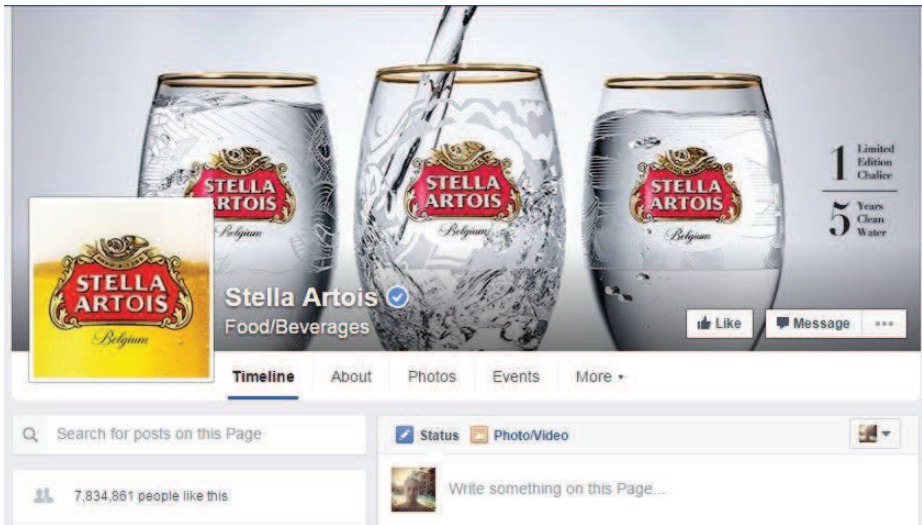 STELLA
ARTOIS
Belgium
STELLA
ARTOIS
Belgium
STELLA
ARTOIS
Belgium
1 Limited
Edition
Chalice
5 Years
Clean
Water
STELLA
ARTOIS
Belgium
Stella Artois
Food/Beverages
Like
Message
Timeline
About
Photos
Events
More
Search for posts on this Page
Status
Photo/Video
7,834,861 people like this
Write something on this Page...